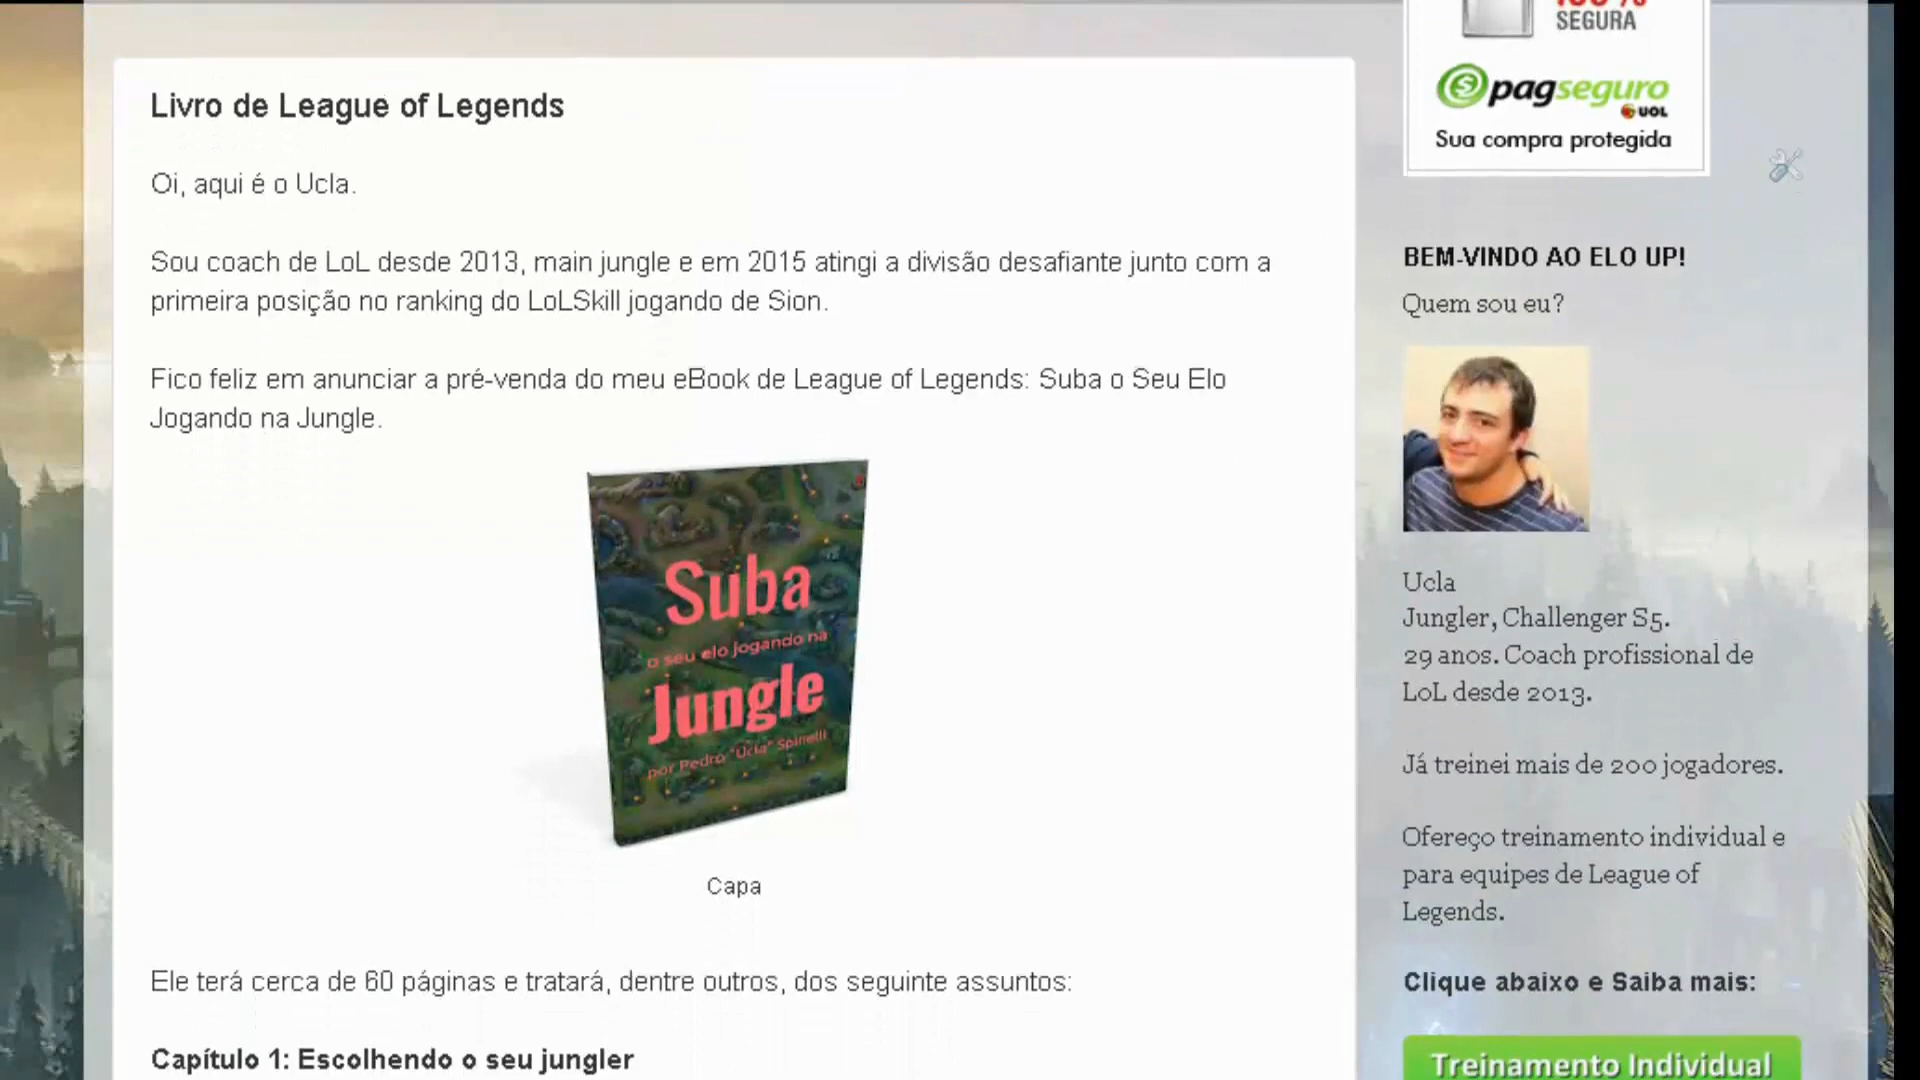 Livro de League of Legends
Oi, aqui é o Ucla.
Sou coach de LoL desde 2013, main jungle e em 2015 atingi a divisão desafiante junto com a
primeira posição no ranking do LoLSkill jogando de Sion.
Fico feliz em anunciar a pré-venda do meu eBook de League of Legends: Suba o Seu Elo
Jogando na Jungle.
Suba
o seu elo jogando na
Jungle
por Pedro "Ucla" Spinelli
Capa
Ele terá cerca de 60 páginas e tratará, dentre outros, dos seguinte assuntos:
Capítulo 1: Escolhendo o seu jungler
100%
SEGURA
pagseguro
UOL
Sua compra protegida
BEM-VINDO AO ELO UP!
Quem sou eu?
Ucla
Jungler, Challenger S5.
29 anos. Coach profissional de
LoL desde 2013.
Já treinei mais de 200 jogadores.
Ofereço treinamento individual e
para equipes de League of
Legends.
Clique abaixo e Saiba mais:
Treinamento Individual